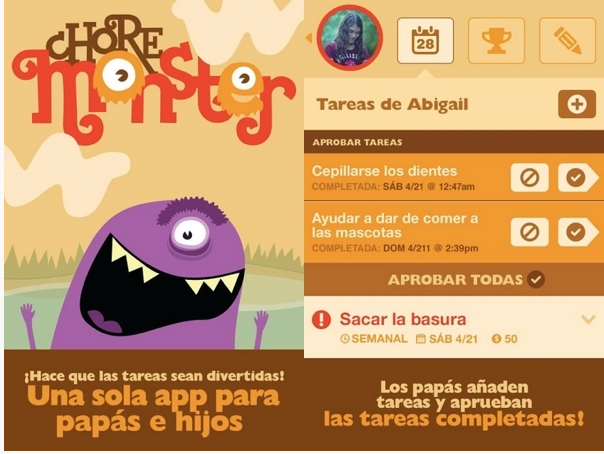 CHORE
monster
¡Hace que las tareas sean divertidas!
Una sola app para
papás e hijos
28
Tareas de Abigail
APROBAR TAREAS
Cepillarse los dientes
COMPLETADA: SÁB 4/21 @ 12:47am
Ayudar a dar de comer a
las mascotas
COMPLETADA: DOM 4/211 @ 2:39pm
APROBAR TODAS
Sacar la basura
SEMANAL SÁB 4/21 $ 50
Los papás añaden
tareas y aprueban
las tareas completadas!